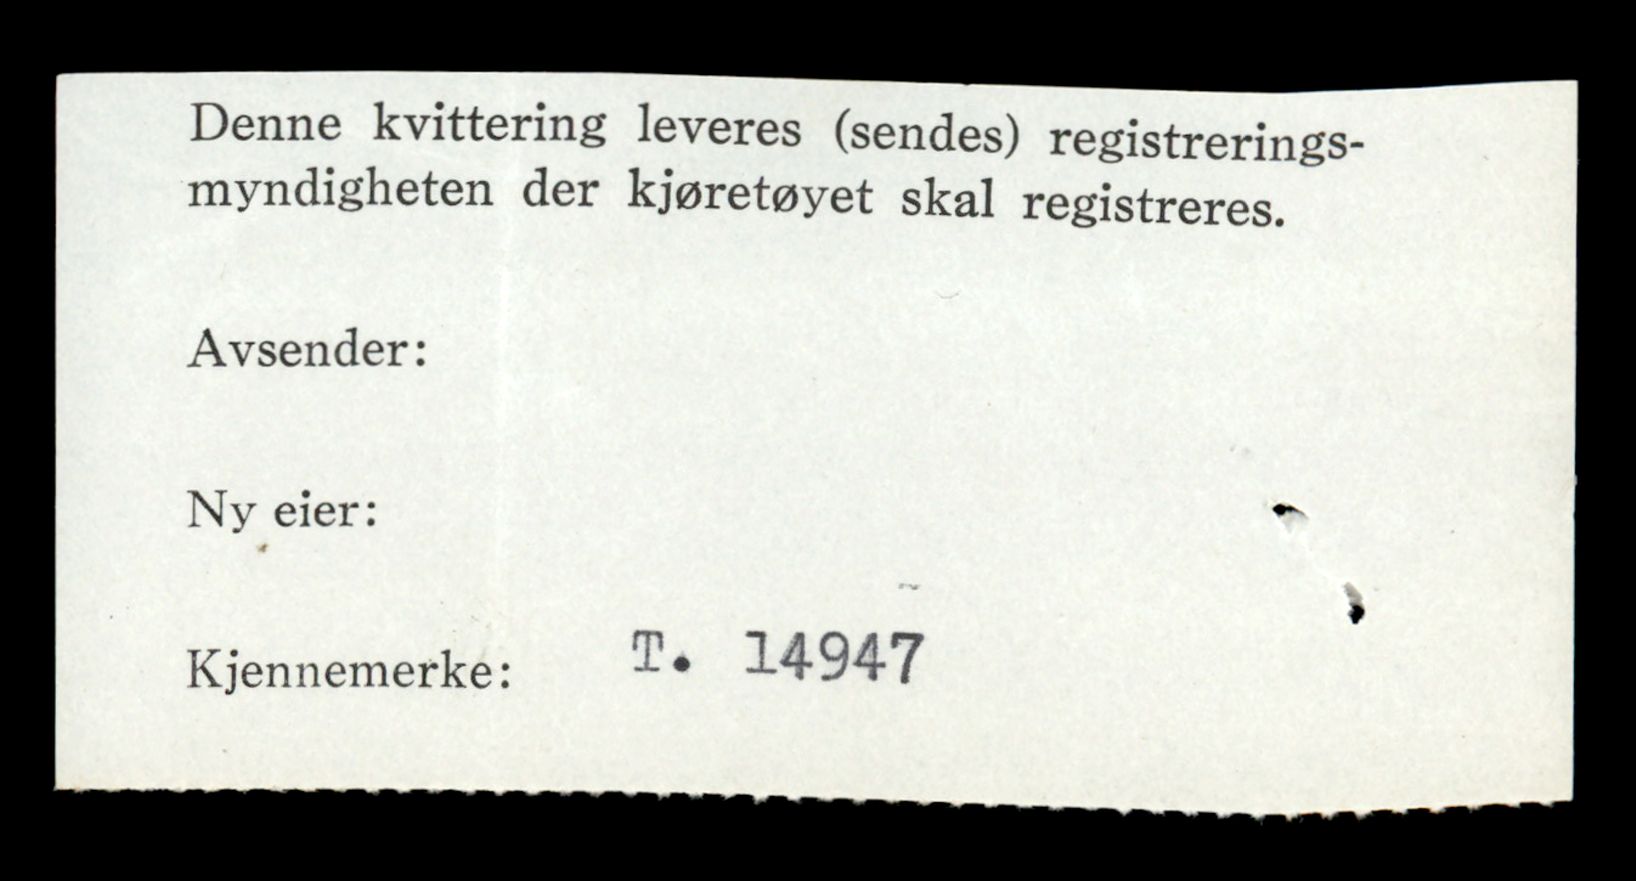 Denne kvittering leveres (sendes) registrerings-
myndigheten der kjøretøyet skal registreres.
Avsender:
Ny eier:
Kjennemerke: T. 14947